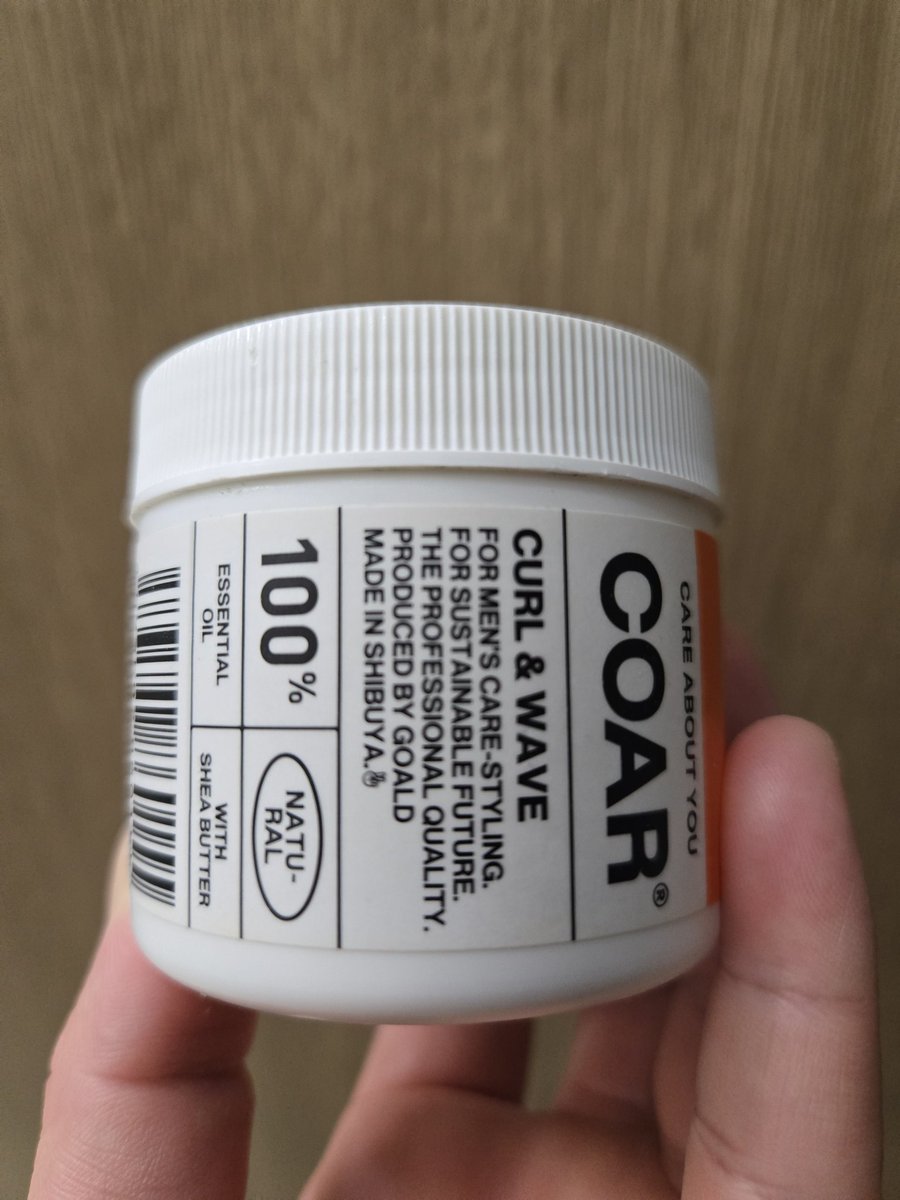 CARE ABOUT YOU
COAR®
CURL & WAVE
FOR MEN'S CARE-STYLING.
FOR SUSTAINABLE FUTURE.
THE PROFESSIONAL QUALITY.
PRODUCED BY GOALD
MADE IN SHIBUYA.
100%
NATU-
RAL
ESSENTIAL
OIL
WITH
SHEA BUTTER